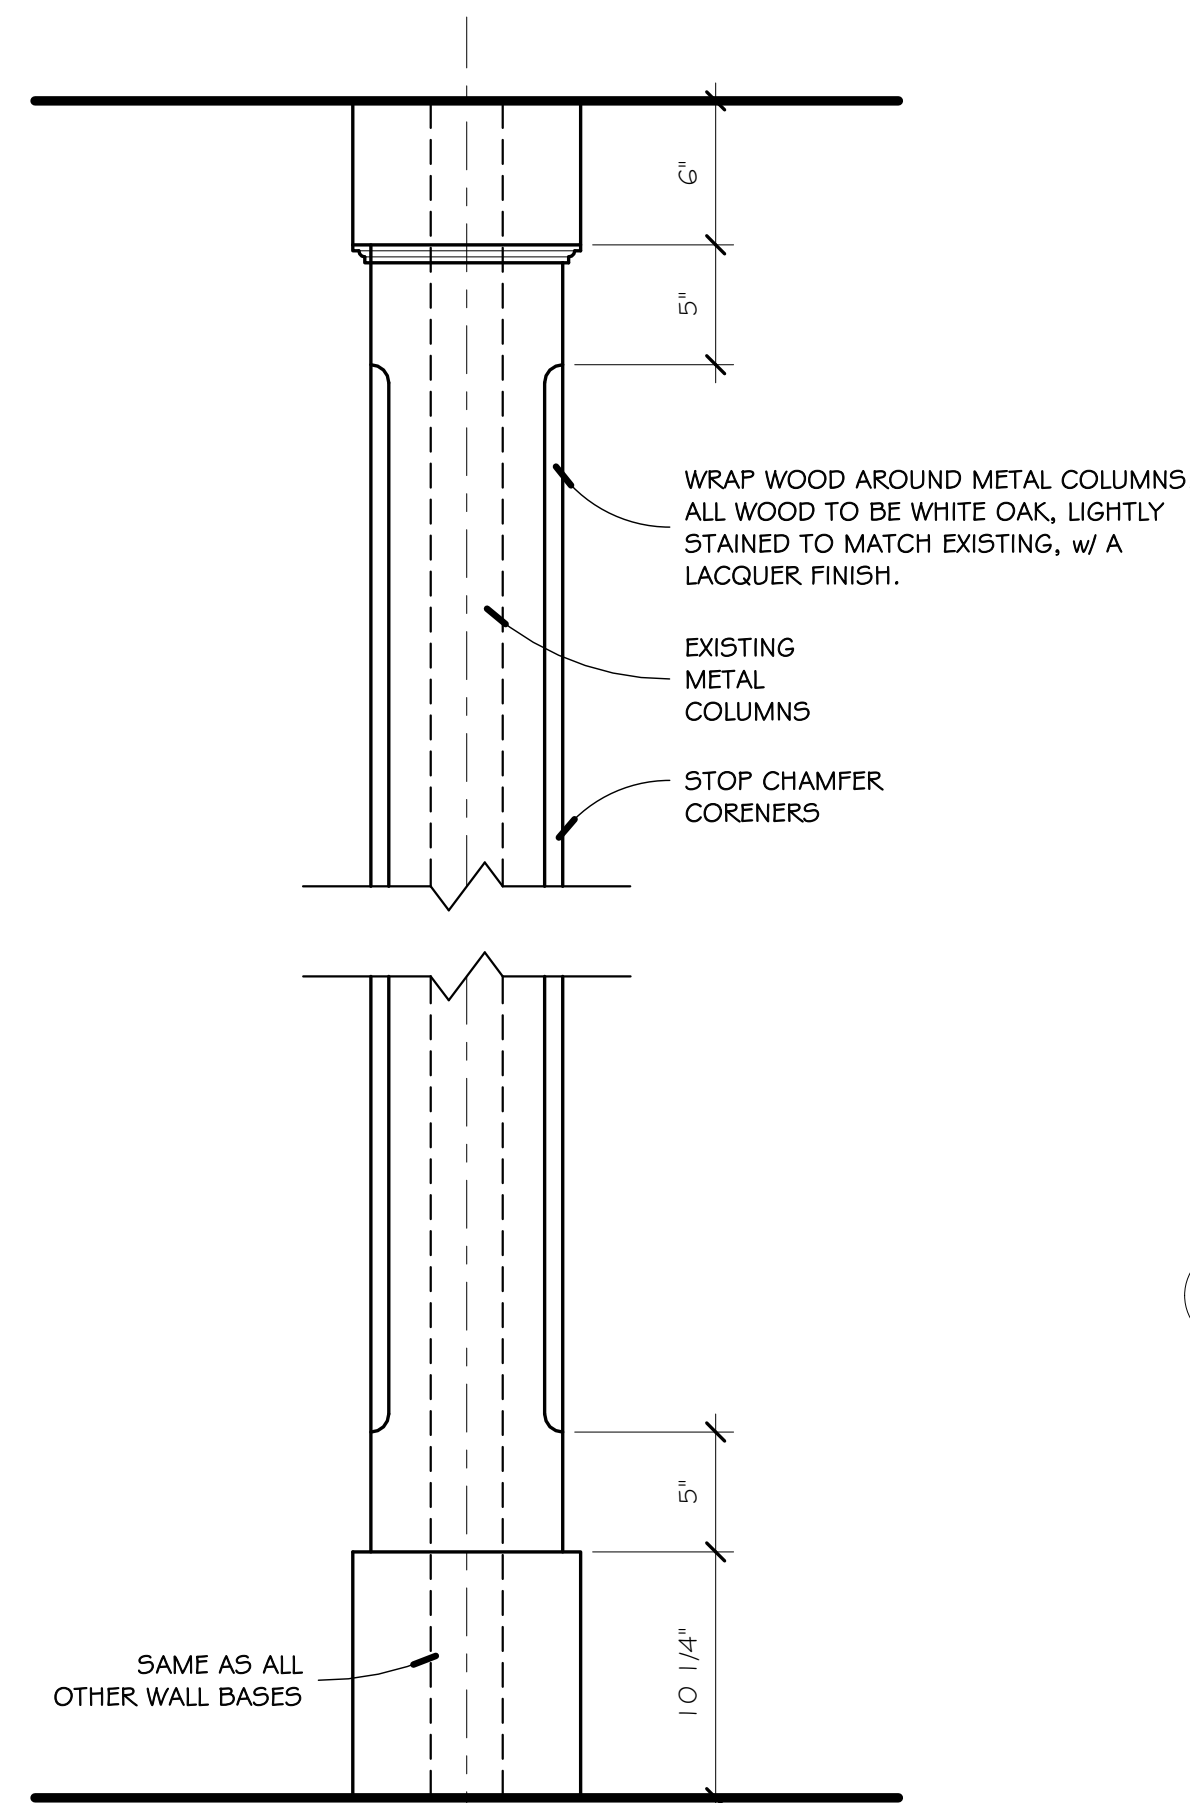 6"
5"
WRAP WOOD AROUND METAL COLUMNS
ALL WOOD TO BE WHITE OAK, LIGHTLY
STAINED TO MATCH EXISTING, w/ A
LACQUER FINISH.
EXISTING
METAL
COLUMNS
STOP CHAMFER
CORENERS
5"
10 1/4"
SAME AS ALL
OTHER WALL BASES